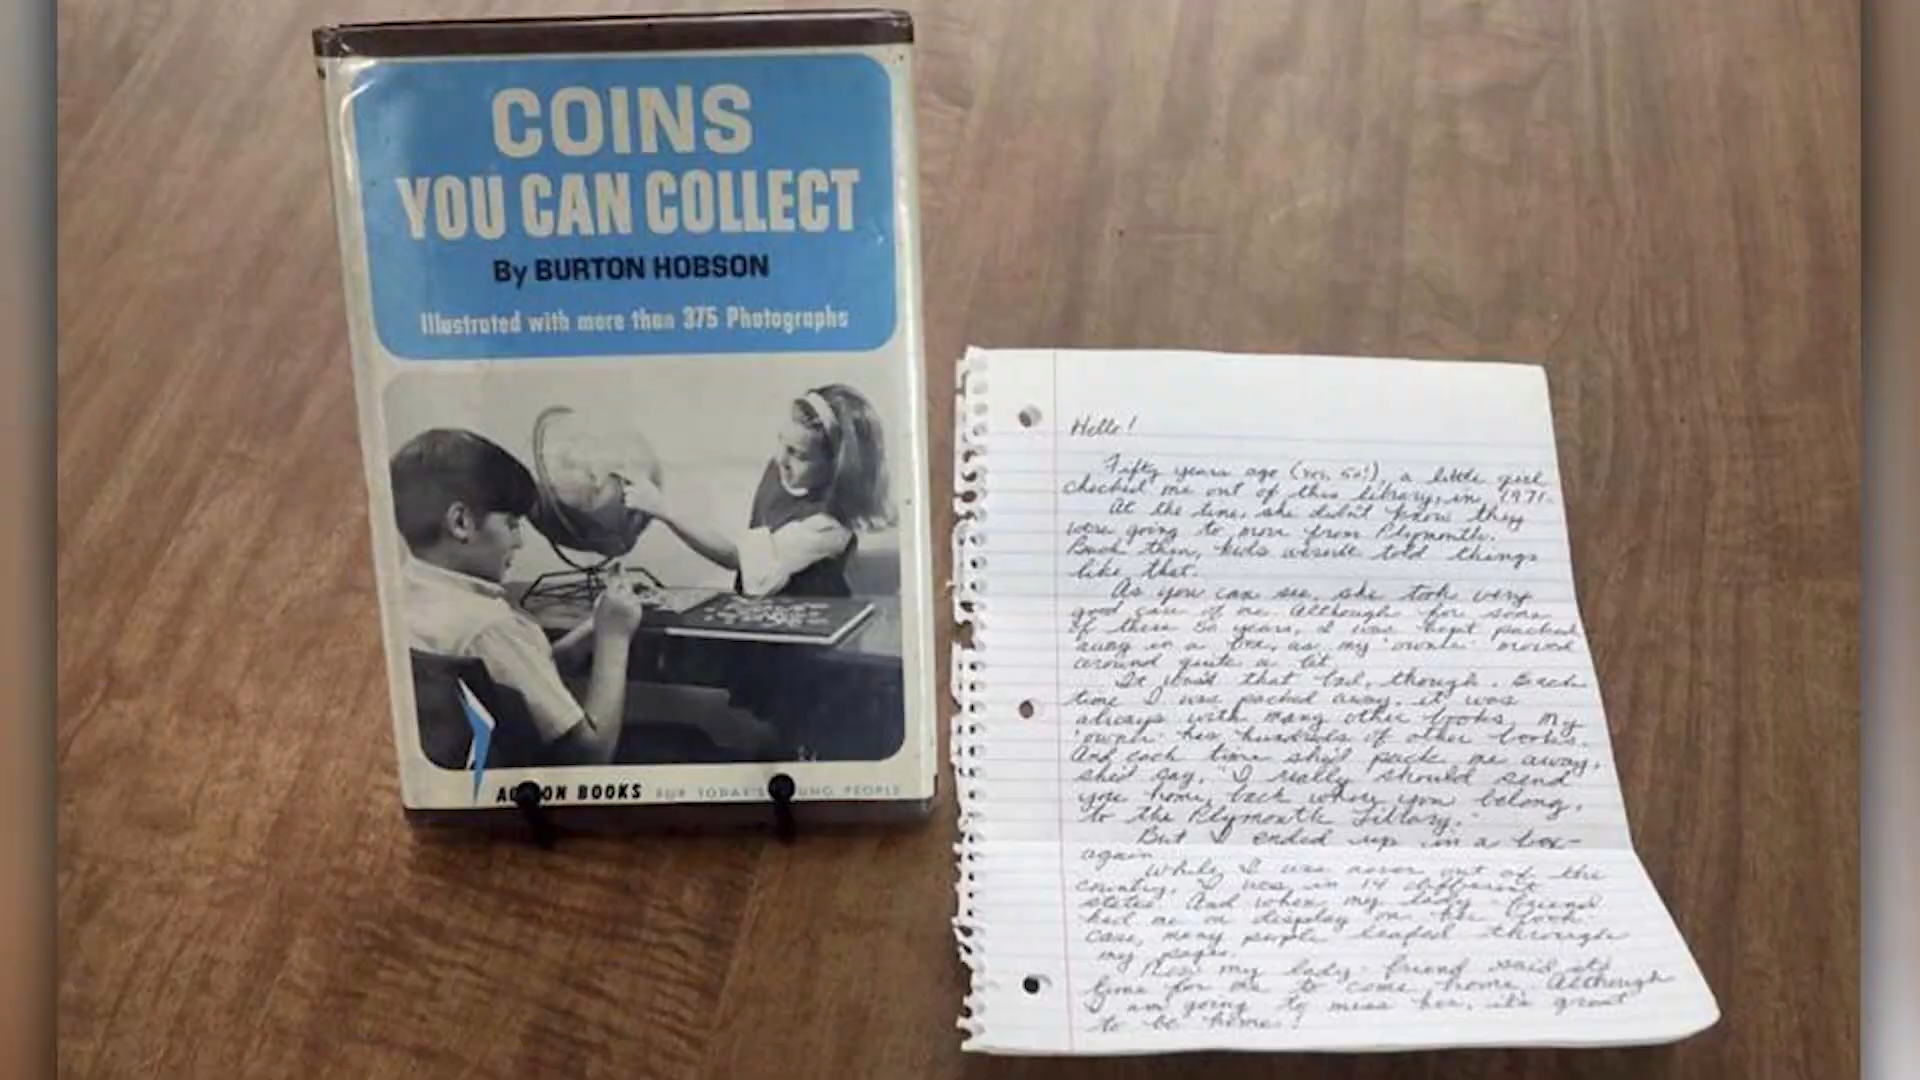 COINS
YOU CAN COLLECT
By BURTON HOBSON
Illustrated with more than 375 Photographs
BOOKS FOR TODAY'S YOUNG PEOPLE
Hello!
Fifty years ago (yes, 50!), a little girl
checked me out of this library, in 1971.
At the time, she didn't know they
were going to move from Plymouth.
Back then, kids weren't told things
like that.
As you can see, she took very
good care of me. Although for some
of those 50 years, I was kept packed
away in a box, as my "owner" moved
around quite a bit.
It wasn't that bad, though. Each
time I was packed away, it was
always with many other books. My
"owner" has hundreds of other books.
And each time she'd pack me away,
she'd say, "I really should send
you home, back where you belong,
to the Plymouth Library."
But I ended up in a box
again.
While I was never out of the
country, I was in 14 different
states. And when my lady-friend
had me on display on her book
case, many people leafed through
my pages.
Now my lady-friend said it's
time for me to come home. Although
I am going to miss her, it's great
to be home!